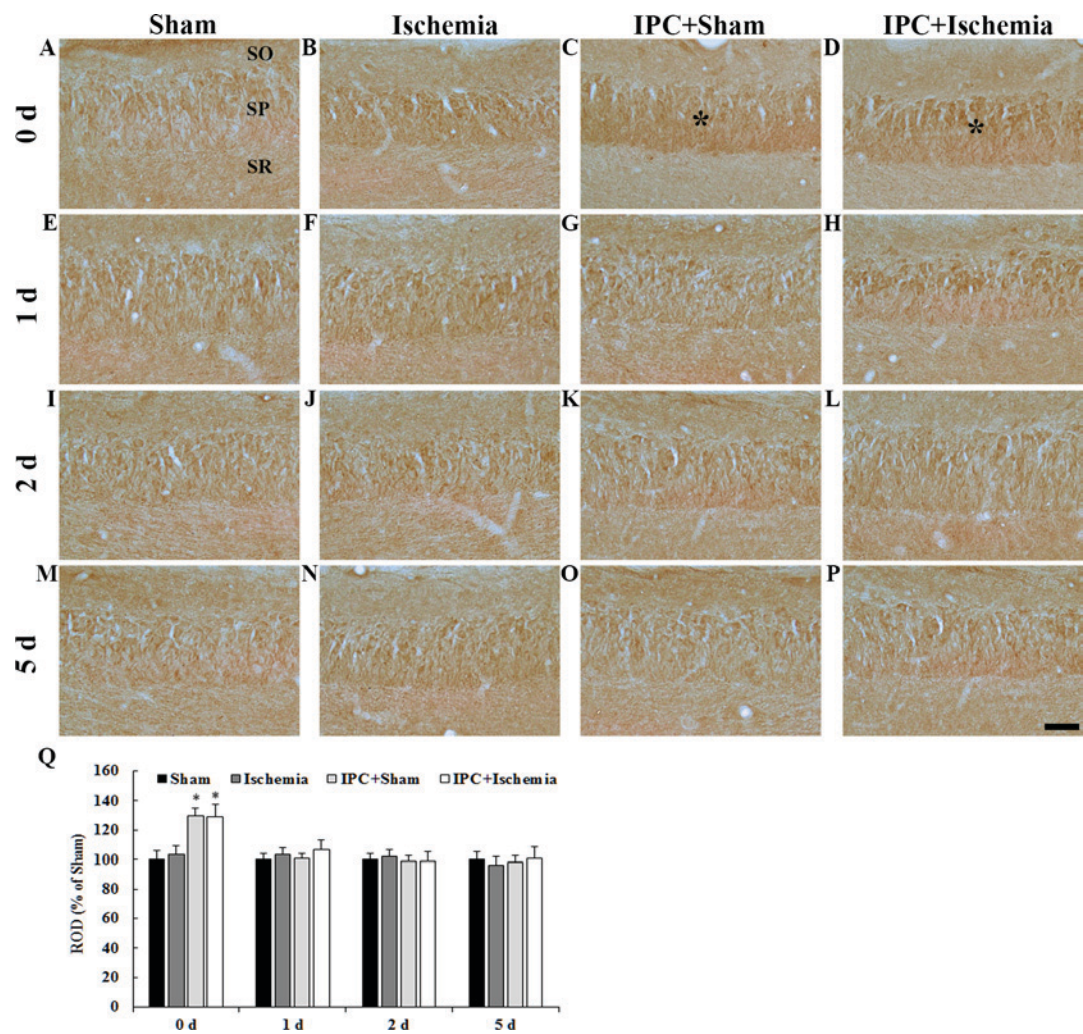 Sham Ischemia IPC+Sham IPC+Ischemia
0 d
A SO SP SR B C * D *
1 d
E F G H
2 d
I J K L
5 d
M N O P
Q
Sham Ischemia IPC+Sham IPC+Ischemia
ROD (% of Sham)
160
140
120
100
80
60
40
20
0
* *
0 d 1 d 2 d 5 d